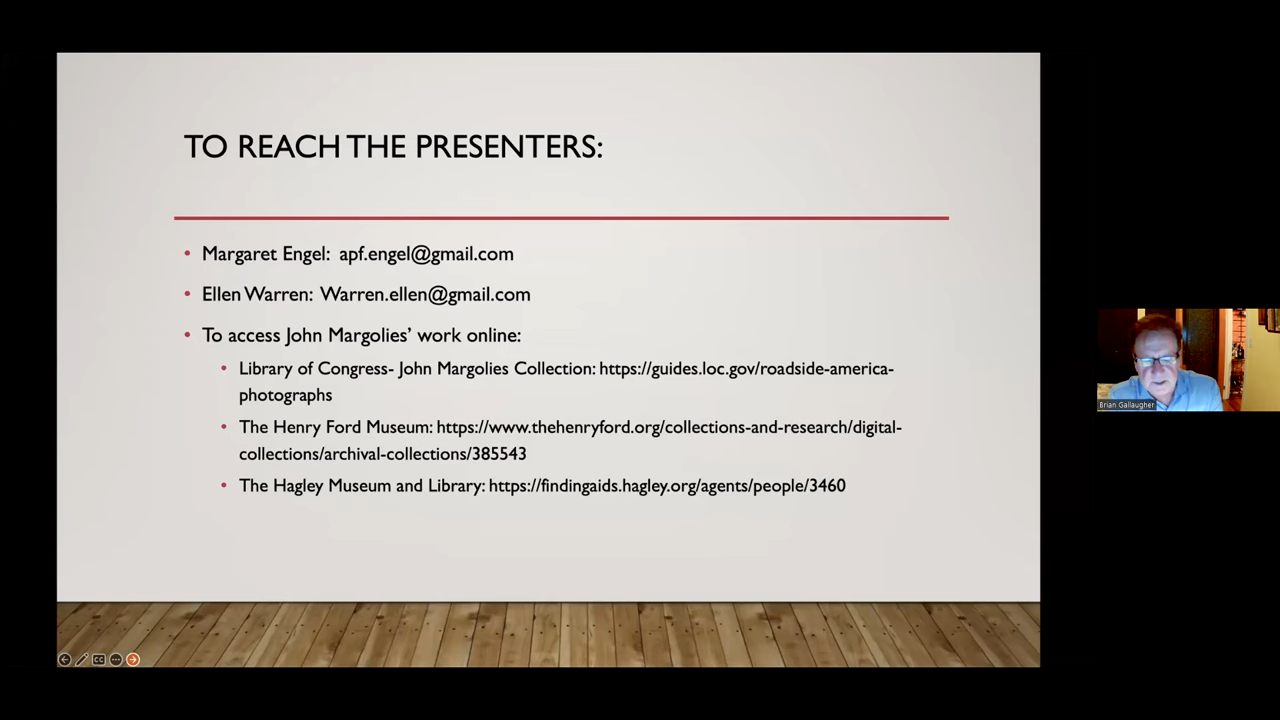 TO REACH THE PRESENTERS:
• Margaret Engel: apf.engel@gmail.com
• Ellen Warren: Warren.ellen@gmail.com
• To access John Margolies’ work online:
• Library of Congress- John Margolies Collection: https://guides.loc.gov/roadside-america-
photographs
• The Henry Ford Museum: https://www.thehenryford.org/collections-and-research/digital-
collections/archival-collections/385543
• The Hagley Museum and Library: https://findingaids.hagley.org/agents/people/3460
Brian Gallaugher
CC